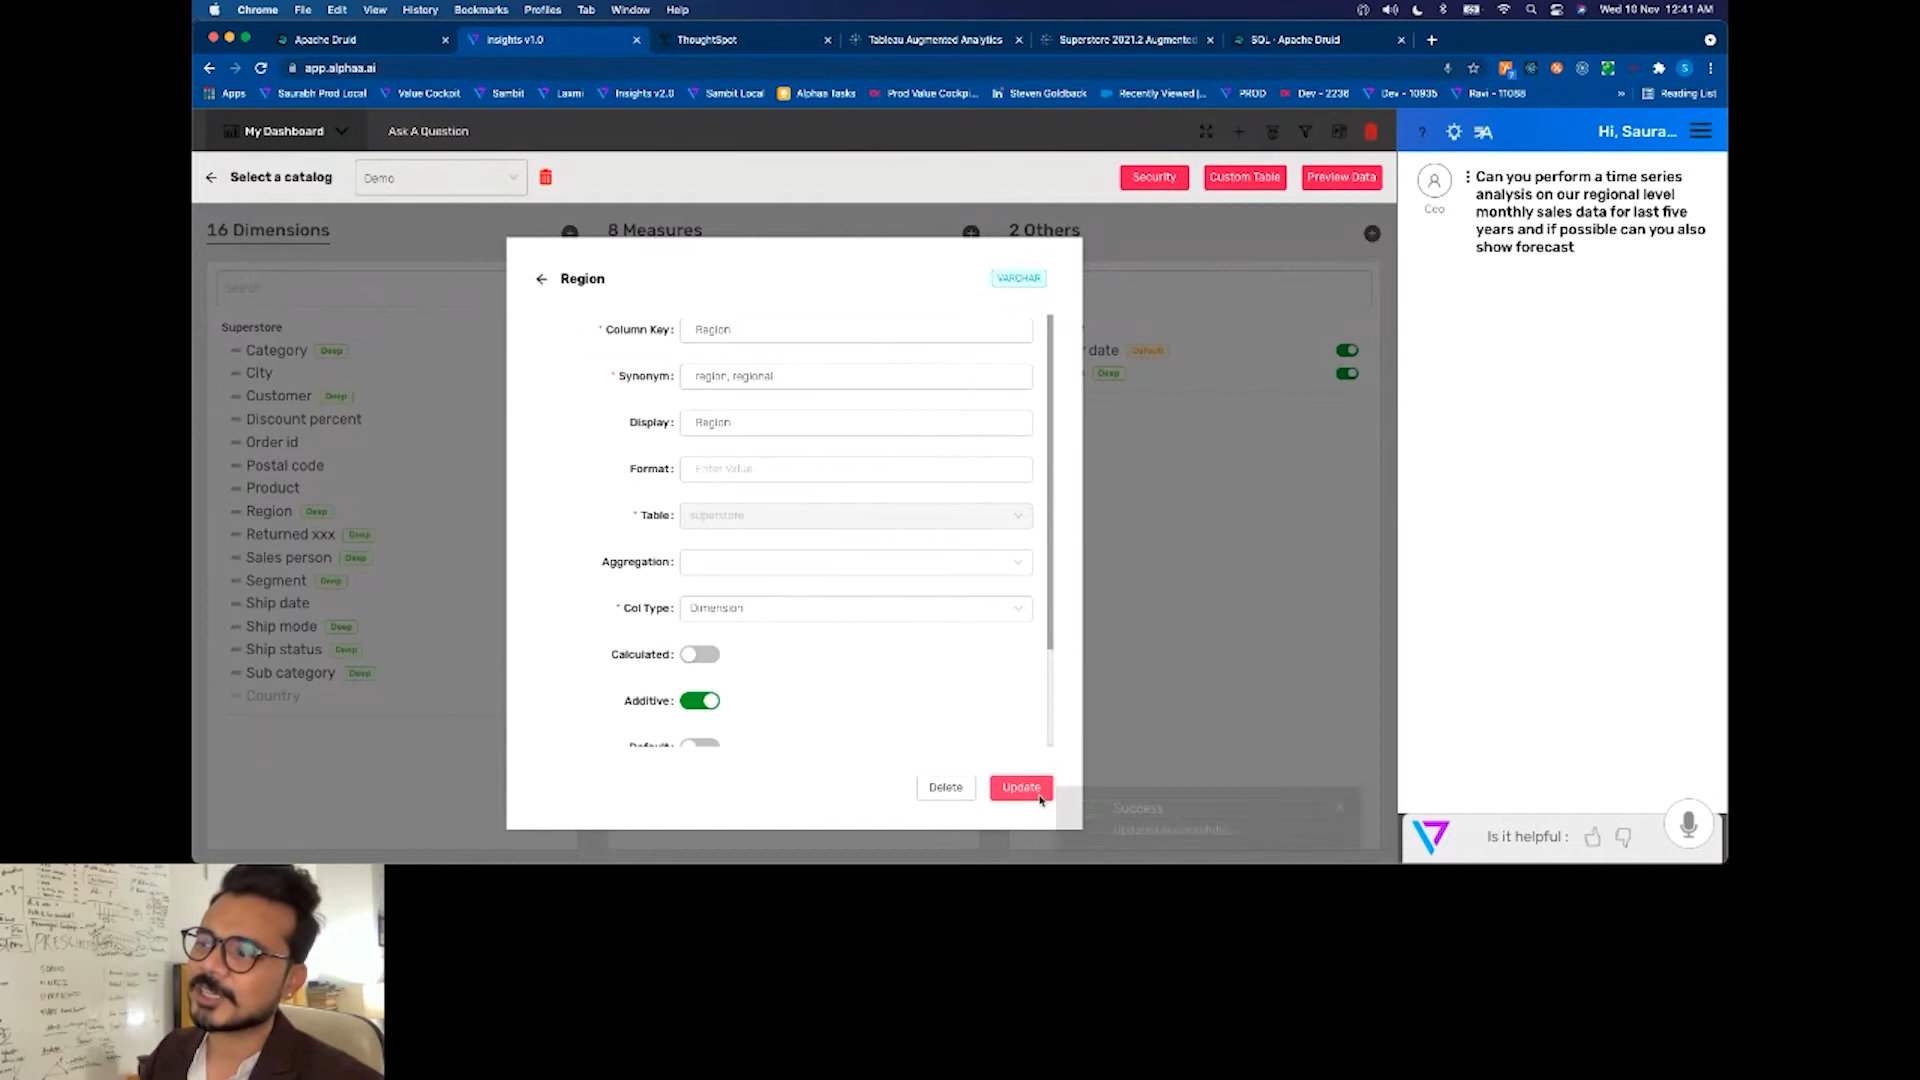 Chrome File Edit View History Bookmarks Profiles Tab Window Help Wed 10 Nov 12:41 AM
Apache Druid Insights v1.0 ThoughtSpot Tableau Augmented Analytics Superstore 2021.2 Augmented SQL - Apache Druid
app.alphaa.ai
Apps Saurabh Prod Local Value Cockpit Sambit Laxmi Insights v2.0 Sambit Local Alphaa Tasks Prod Value Cockpi... Steven Goldback Recently Viewed |... PROD Dev - 2236 Dev - 10935 Ravi - 11088 » Reading List
My Dashboard Ask A Question
? Hi, Saura...
Select a catalog Demo Security Custom Table Preview Data
16 Dimensions 8 Measures 2 Others
Search
Superstore
Category Deep
City
Customer Deep
Discount percent
Order id
Postal code
Product
Region Deep
Returned xxx Deep
Sales person Deep
Segment Deep
Ship date
Ship mode Deep
Ship status Deep
Sub category Deep
Country
Region VARCHAR
* Column Key: Region
* Synonym: region, regional
Display: Region
Format: Enter Value
* Table: superstore
Aggregation:
* Col Type: Dimension
Calculated:
Additive:
Default:
Delete Update
date Default
Deep
Success
Can you perform a time series
analysis on our regional level
monthly sales data for last five
years and if possible can you also
show forecast
Ceo
Is it helpful :